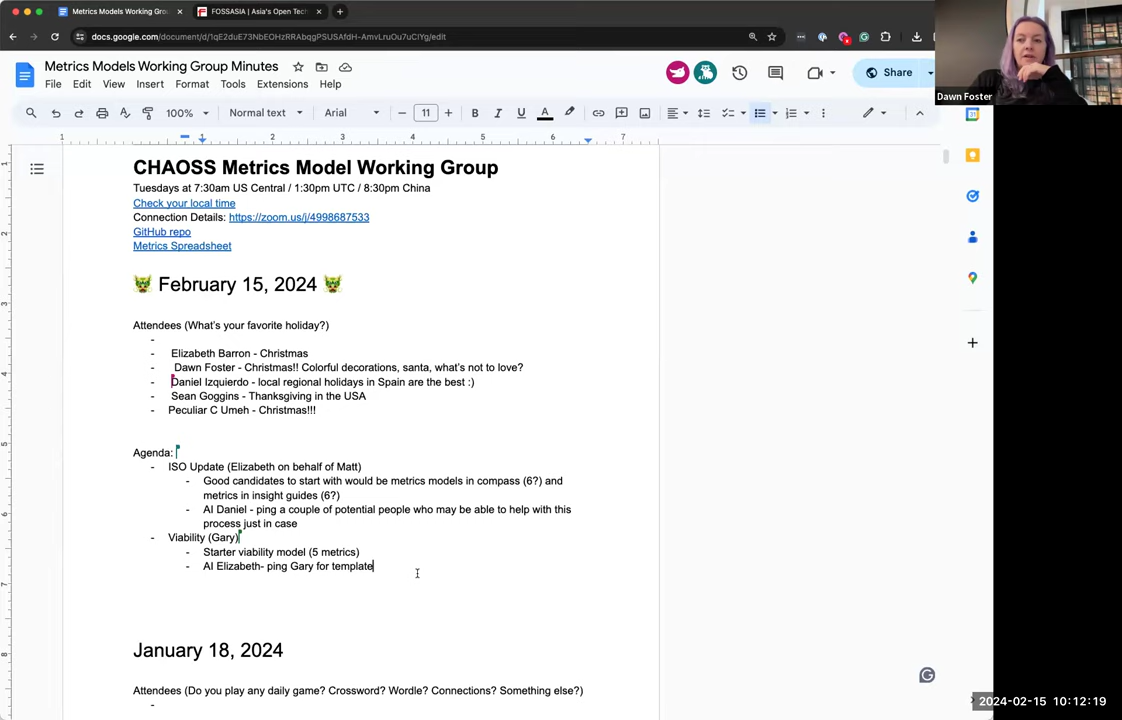 Metrics Models Working Grou
FOSSASIA | Asia's Open Tech
docs.google.com/document/d/1qE2duE73NbEOHzRRAbqgPSUSAfdH-AmvLruOu7uClYg/edit
Metrics Models Working Group Minutes
File Edit View Insert Format Tools Extensions Help
Share
Dawn Foster
100% Normal text Arial 11
1 1 2 3 4 5 6 7
CHAOSS Metrics Model Working Group
Tuesdays at 7:30am US Central / 1:30pm UTC / 8:30pm China
Check your local time
Connection Details: https://zoom.us/j/4998687533
GitHub repo
Metrics Spreadsheet
🐲 February 15, 2024 🐲
Attendees (What's your favorite holiday?)
-
- Elizabeth Barron - Christmas
- Dawn Foster - Christmas!! Colorful decorations, santa, what's not to love?
- Daniel Izquierdo - local regional holidays in Spain are the best :)
- Sean Goggins - Thanksgiving in the USA
- Peculiar C Umeh - Christmas!!!
Agenda:
- ISO Update (Elizabeth on behalf of Matt)
- Good candidates to start with would be metrics models in compass (6?) and
metrics in insight guides (6?)
- AI Daniel - ping a couple of potential people who may be able to help with this
process just in case
- Viability (Gary)
- Starter viability model (5 metrics)
- AI Elizabeth- ping Gary for template
January 18, 2024
Attendees (Do you play any daily game? Crossword? Wordle? Connections? Something else?)
-
2024-02-15 10:12:19